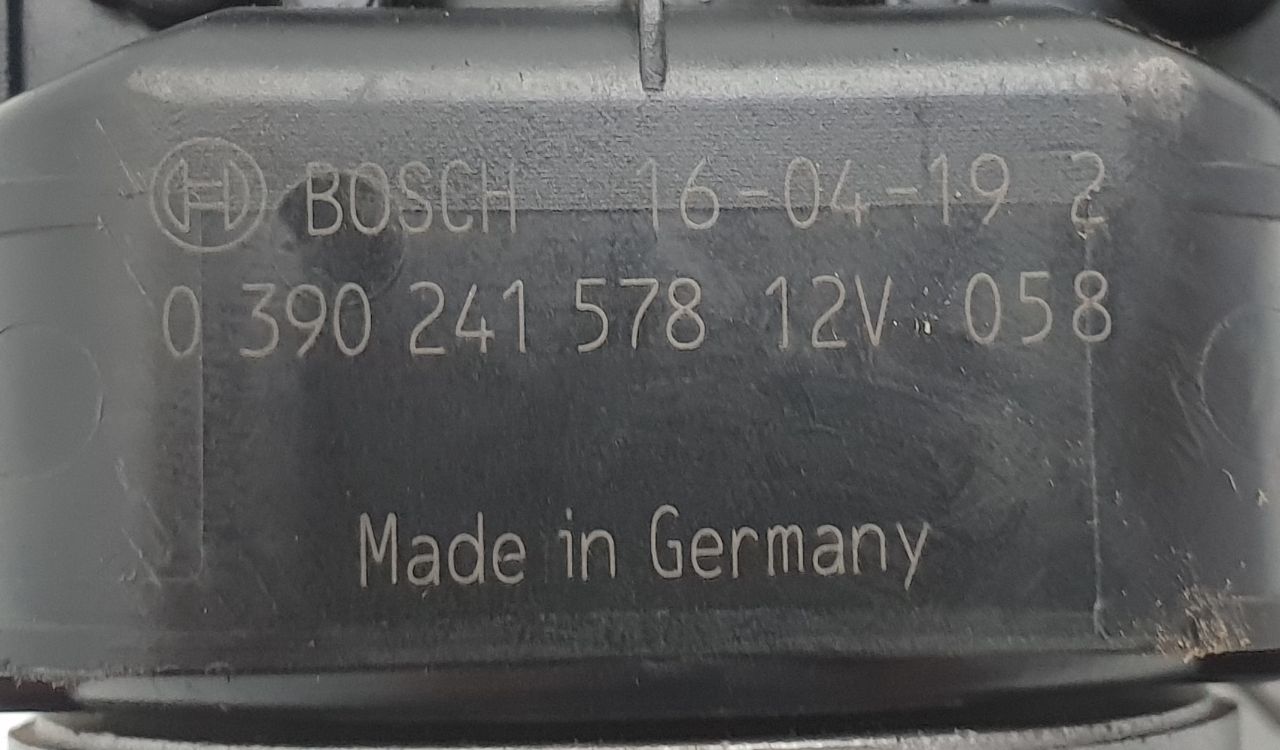 BOSCH 16-04-19 2
0 390 241 578 12V 058
Made in Germany